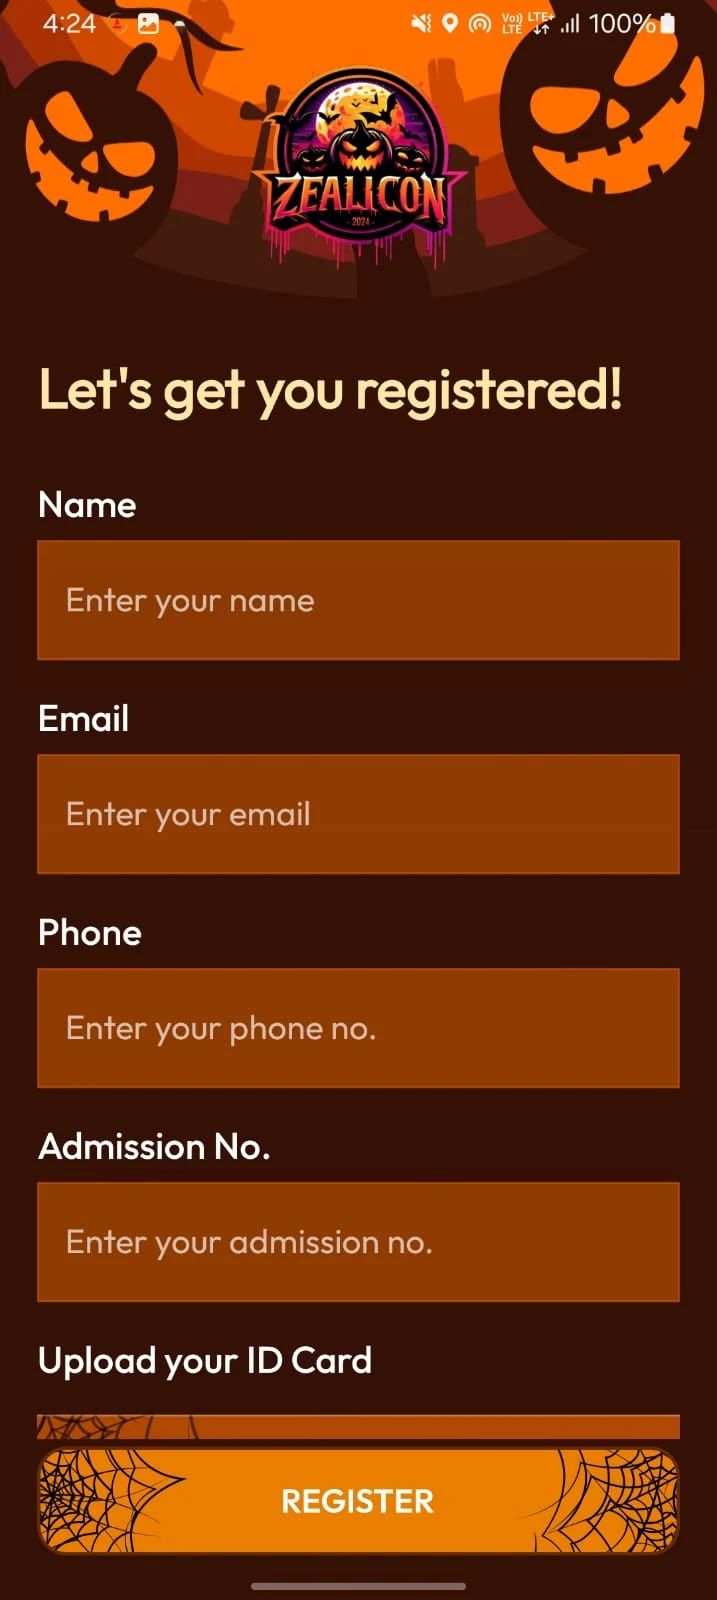 4:24
Vo)) LTE+
LTE
100%
ZEALICON
2024
Let's get you registered!
Name
Enter your name
Email
Enter your email
Phone
Enter your phone no.
Admission No.
Enter your admission no.
Upload your ID Card
REGISTER